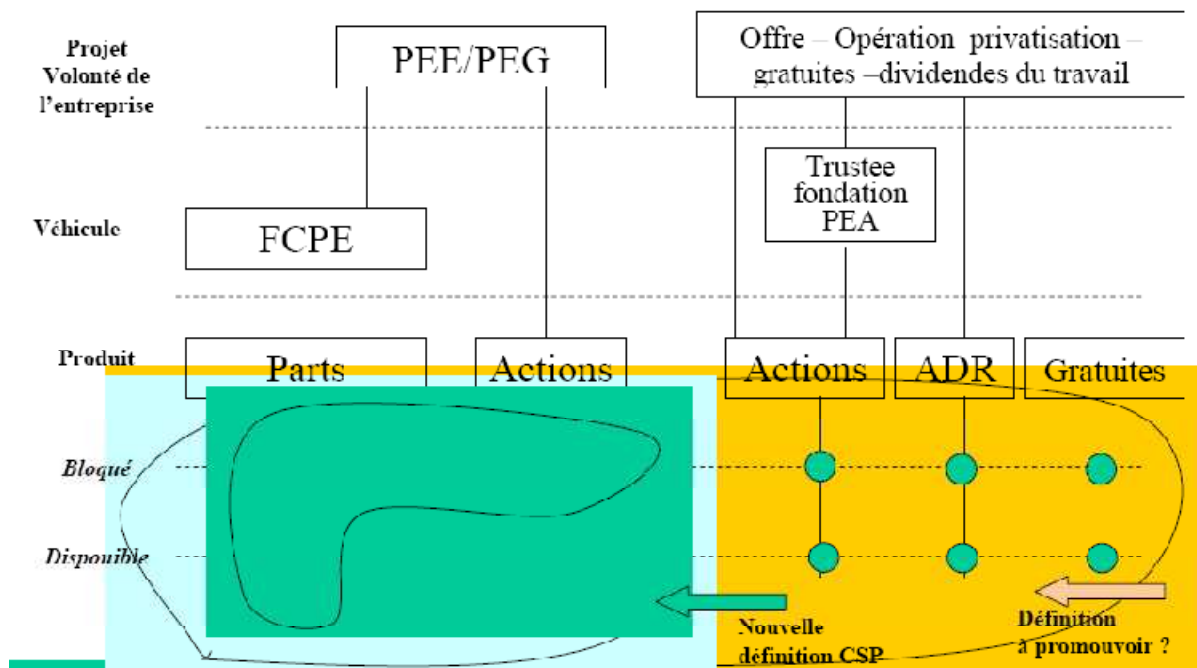 Projet
Volonté de
l'entreprise
PEE/PEG
Offre – Opération privatisation –
gratuites –dividendes du travail
Véhicule
FCPE
Trustee
fondation
PEA
Produit
Parts
Actions
Actions
ADR
Gratuites
Bloqué
Disponible
Nouvelle
définition CSP
Définition
à promouvoir ?